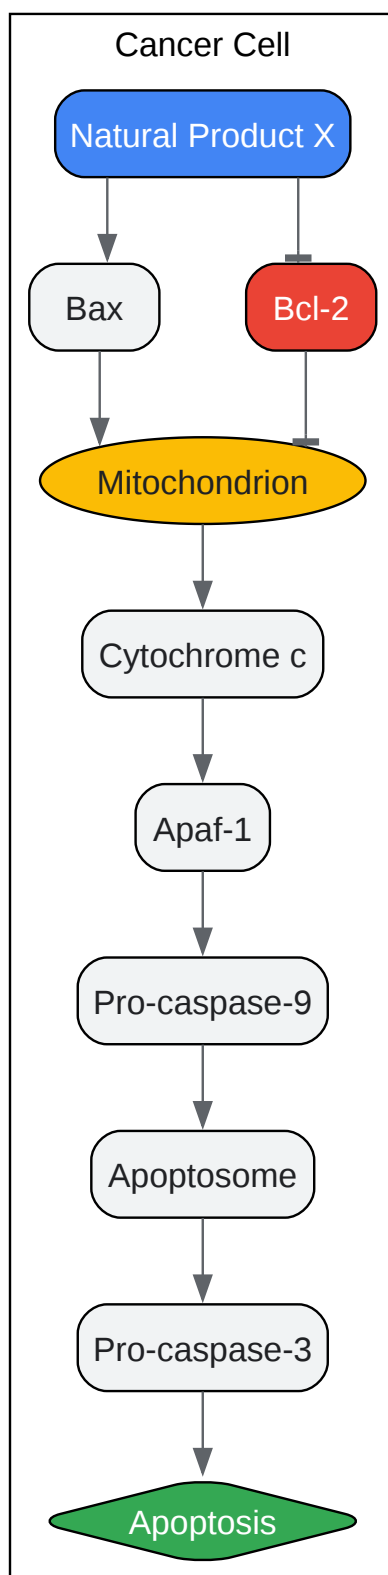 Cancer Cell
Natural Product X
Bax
Bcl-2
Mitochondrion
Cytochrome c
Apaf-1
Pro-caspase-9
Apoptosome
Pro-caspase-3
Apoptosis